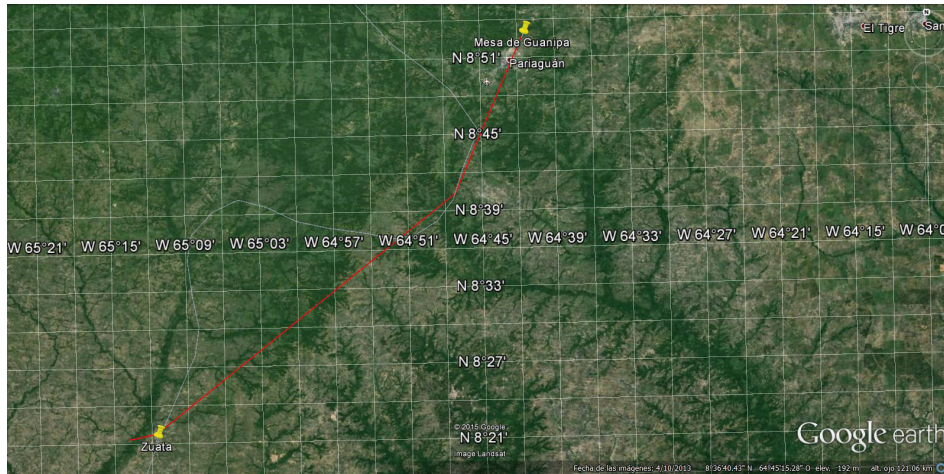 El Tigre
San
Mesa de Guanipa
N 8°51'
Pariaguán
N 8°45'
N 8°39'
W 65°21' W 65°15' W 65°09' W 65°03' W 64°57' W 64°51' W 64°45' W 64°39' W 64°33' W 64°27' W 64°21' W 64°15' W 64°0
N 8°33'
N 8°27'
Zuata
© 2015 Google
N 8°21'
Image Landsat
Google earth
Fecha de las imágenes: 4/10/2013 8°36'40.43" N 64°45'15.28" O elev. 192 m alt. ojo 121.06 km
N